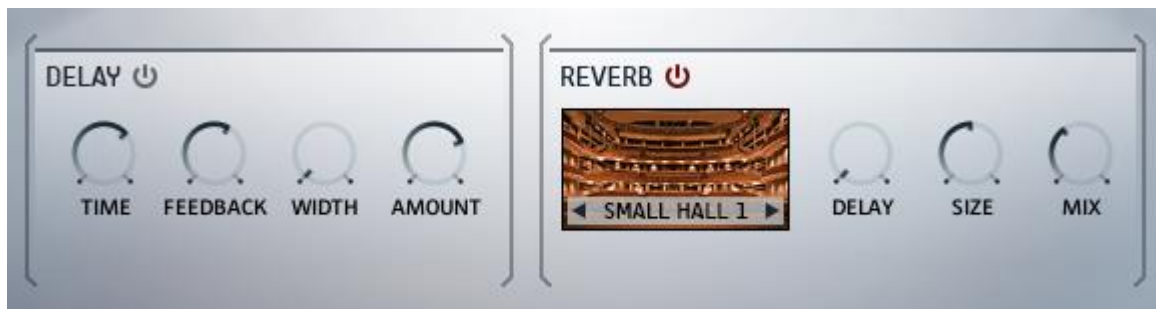 DELAY
TIME FEEDBACK WIDTH AMOUNT
REVERB
SMALL HALL 1
DELAY SIZE MIX